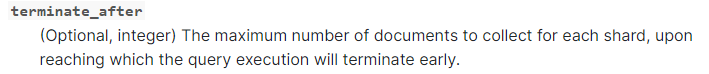 terminate_after
(Optional, integer) The maximum number of documents to collect for each shard, upon
reaching which the query execution will terminate early.